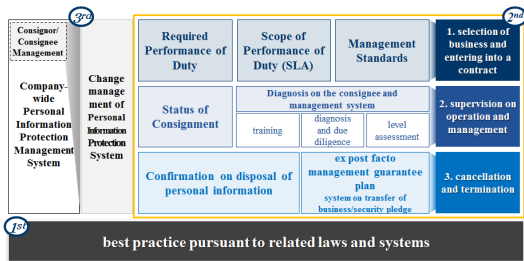 3rd
2nd
Consignor/
Consignee
Management
Company-
wide
Personal
Information
Protection
Management
System
Change
manage
ment of
Personal
Information
Protection
System
Required
Performance of
Duty
Scope of
Performance of
Duty (SLA)
Management
Standards
1. selection of
business and
entering into a
contract
Status of
Consignment
Diagnosis on the consignee and
management system
training
diagnosis
and due
diligence
level
assessment
2. supervision on
operation and
management
Confirmation on disposal of
personal information
ex post facto
management guarantee
plan
system on transfer of
business/security pledge
3. cancellation
and termination
1st
best practice pursuant to related laws and systems